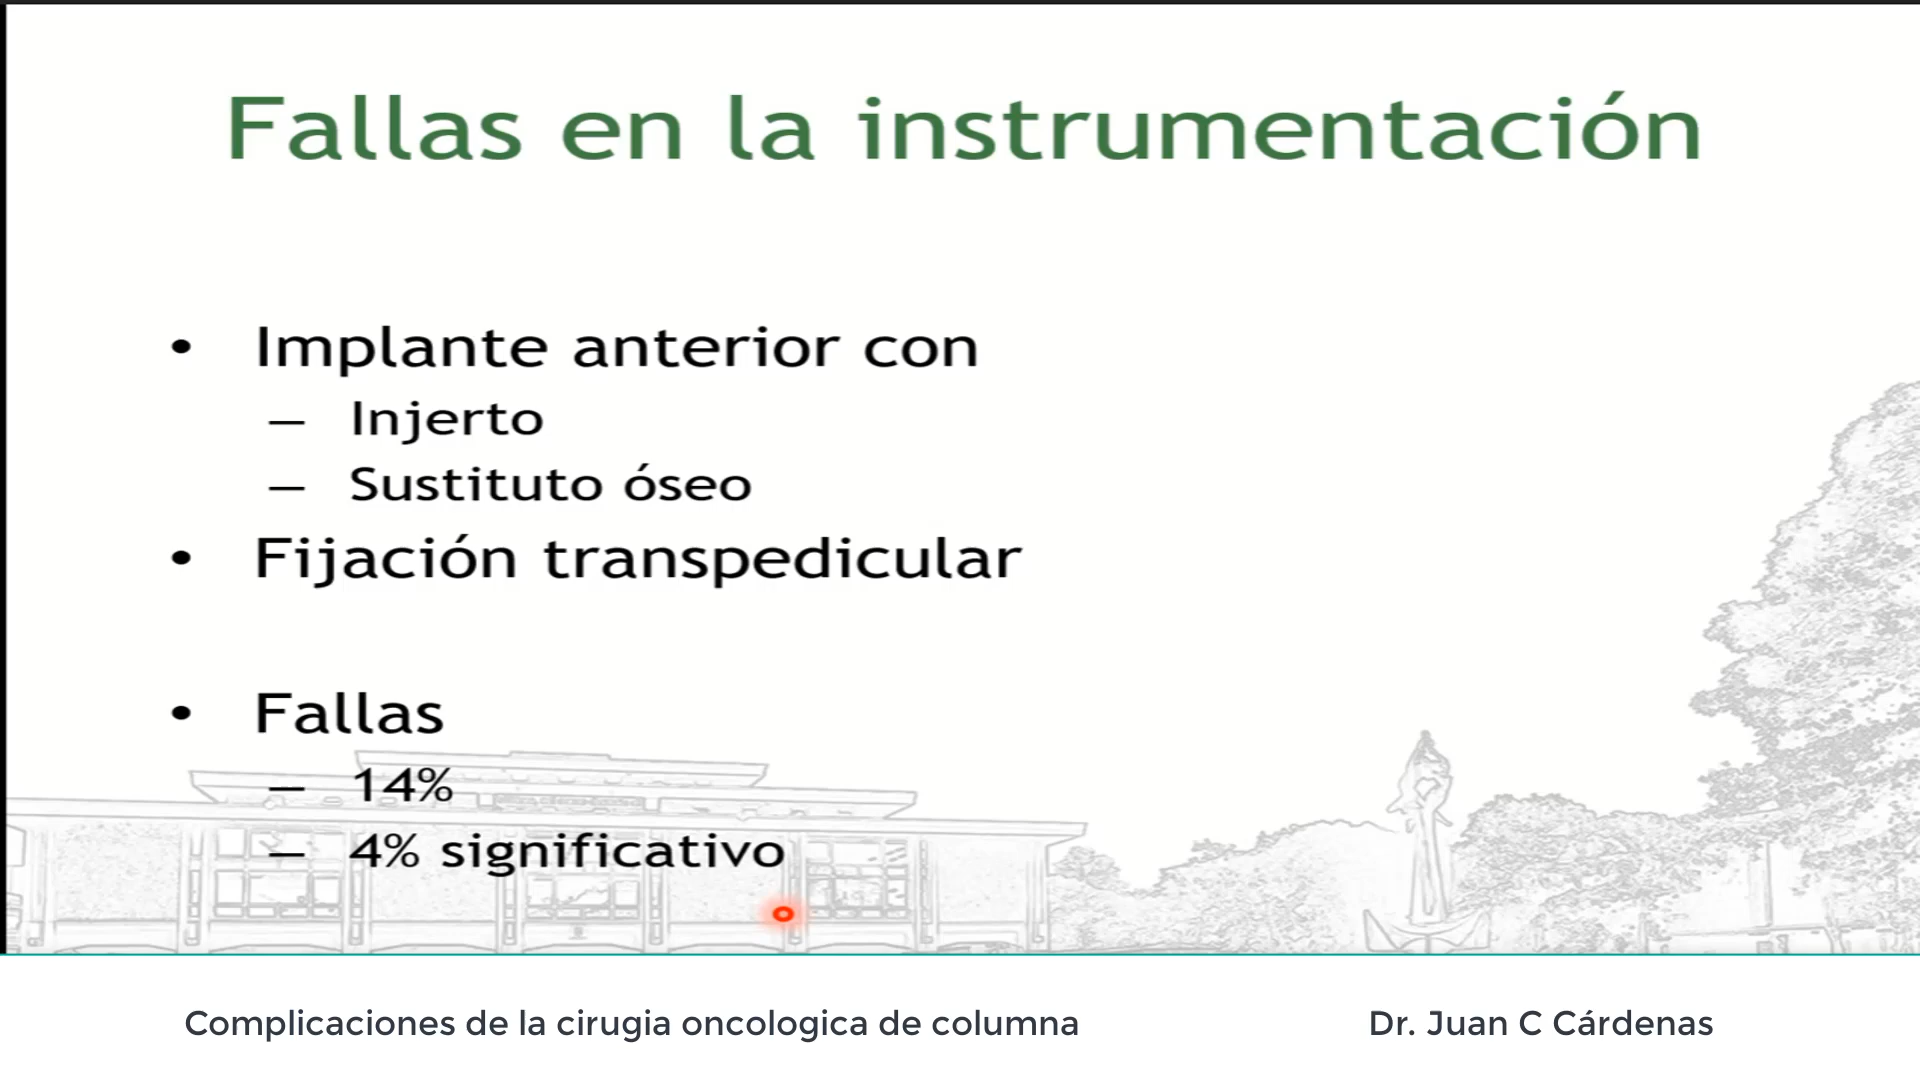 Fallas en la instrumentación
• Implante anterior con
– Injerto
– Sustituto óseo
• Fijación transpedicular
• Fallas
– 14%
– 4% significativo
Complicaciones de la cirugia oncologica de columna
Dr. Juan C Cárdenas